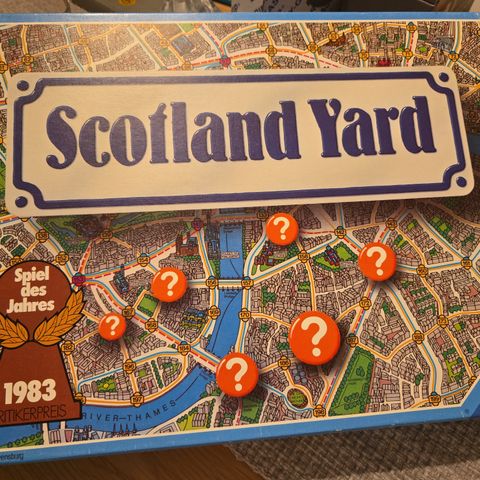 Scotland Yard
Spiel
des
Jahres
1983
KRITIKERPREIS
?
?
?
?
?
?
RIVER-THAMES